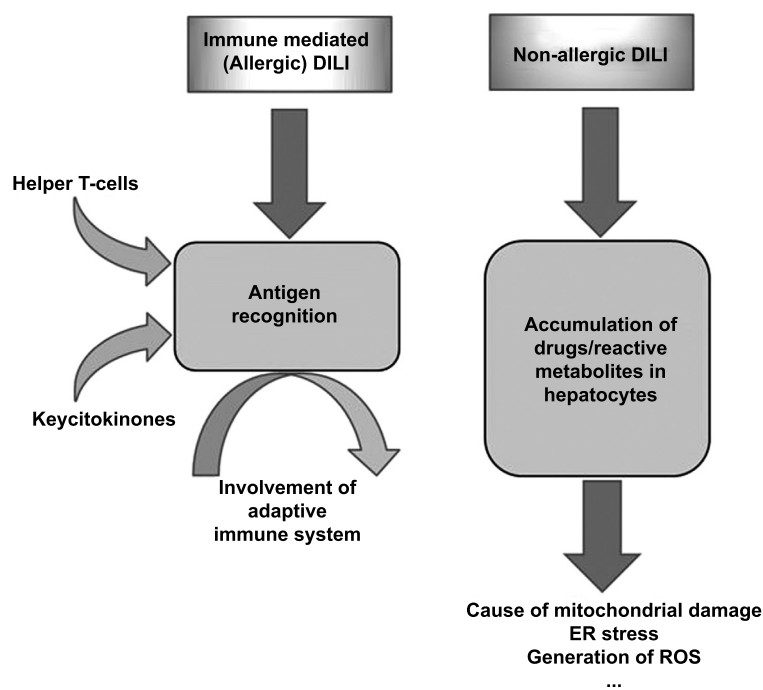 Immune mediated
(Allergic) DILI
Helper T-cells
Antigen
recognition
Keycitokinones
Involvement of
adaptive
immune system
Non-allergic DILI
Accumulation of
drugs/reactive
metabolites in
hepatocytes
Cause of mitochondrial damage
ER stress
Generation of ROS
...